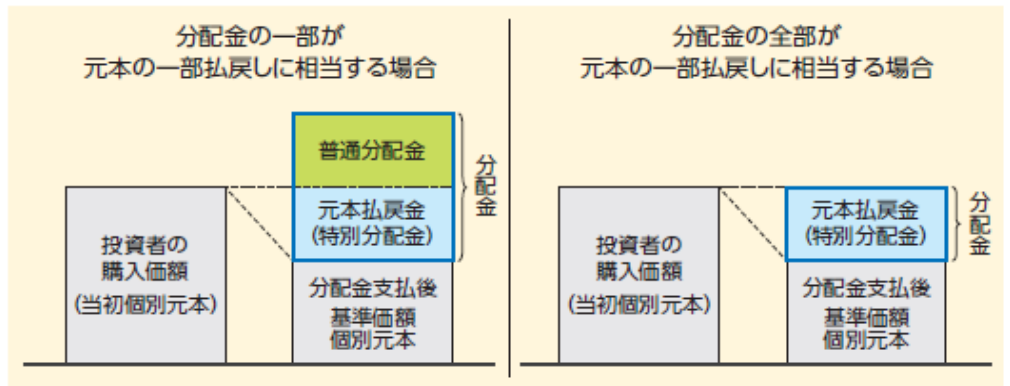 分配金の一部が
元本の一部払戻しに相当する場合
普通分配金
元本払戻金
(特別分配金)
分配金
投資者の
購入価額
(当初個別元本)
分配金支払後
基準価額
個別元本
分配金の全部が
元本の一部払戻しに相当する場合
元本払戻金
(特別分配金)
分配金
投資者の
購入価額
(当初個別元本)
分配金支払後
基準価額
個別元本